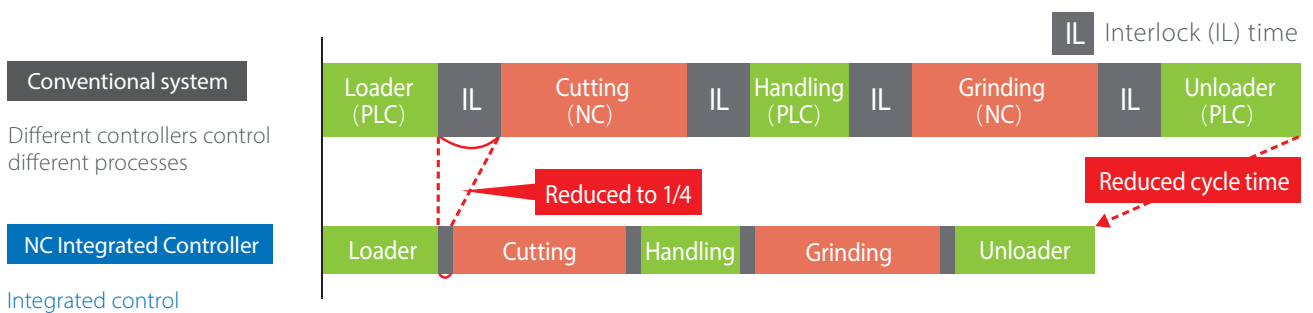 IL Interlock (IL) time
Conventional system
Different controllers control
different processes
Loader
(PLC)
IL
Cutting
(NC)
IL
Handling
(PLC)
IL
Grinding
(NC)
IL
Unloader
(PLC)
Reduced to 1/4
Reduced cycle time
NC Integrated Controller
Integrated control
Loader
Cutting
Handling
Grinding
Unloader